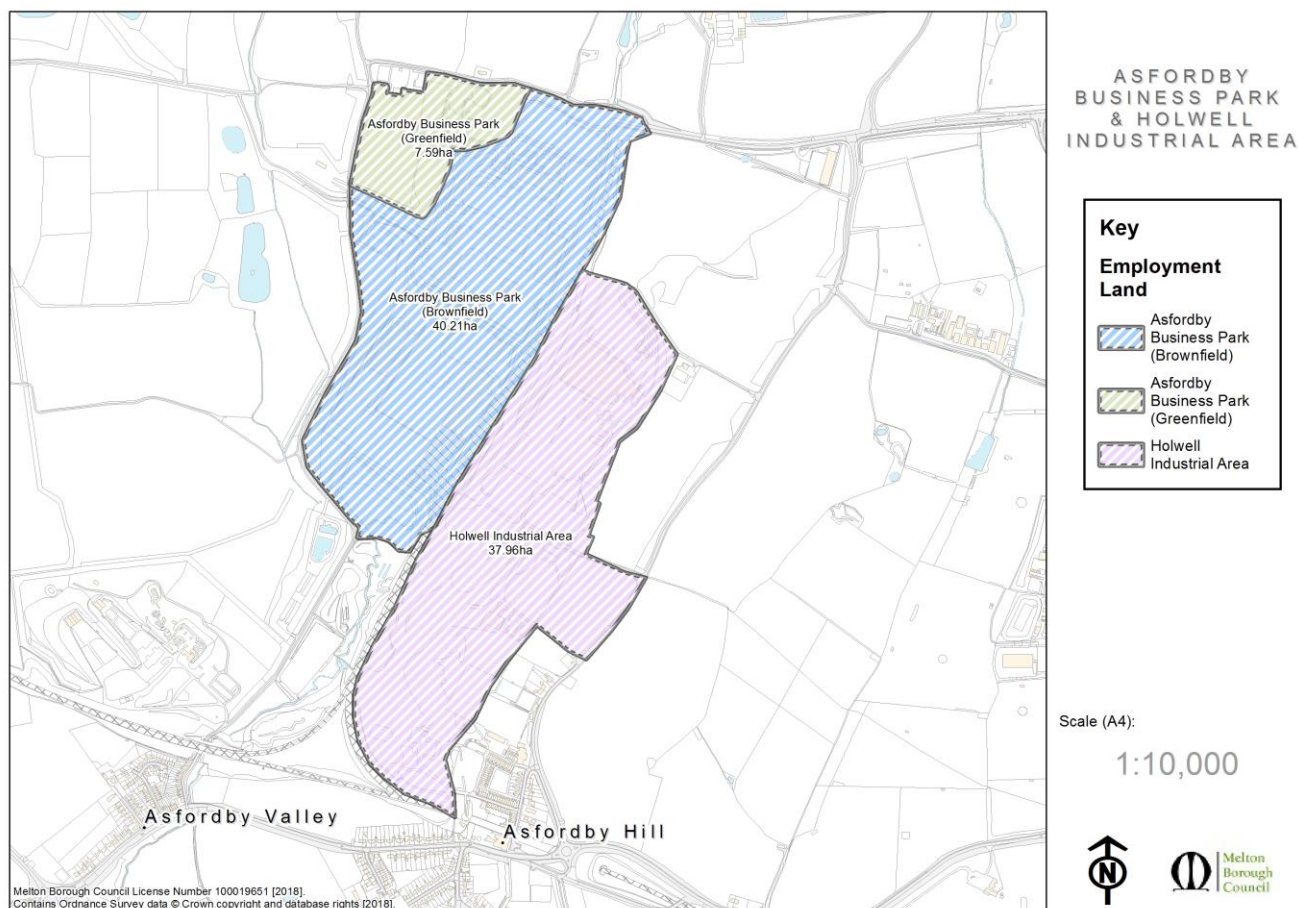 Asfordby Business Park
(Greenfield)
7.59ha
Asfordby Business Park
(Brownfield)
40.21ha
Holwell Industrial Area
37.96ha
Asfordby Valley
Asfordby Hill
Melton Borough Council License Number 100019651 [2018].
Contains Ordnance Survey data © Crown copyright and database rights [2018].
ASFORDBY
BUSINESS PARK
& HOLWELL
INDUSTRIAL AREA
Key
Employment
Land
Asfordby
Business Park
(Brownfield)
Asfordby
Business Park
(Greenfield)
Holwell
Industrial Area
Scale (A4):
1:10,000
N
Melton
Borough
Council